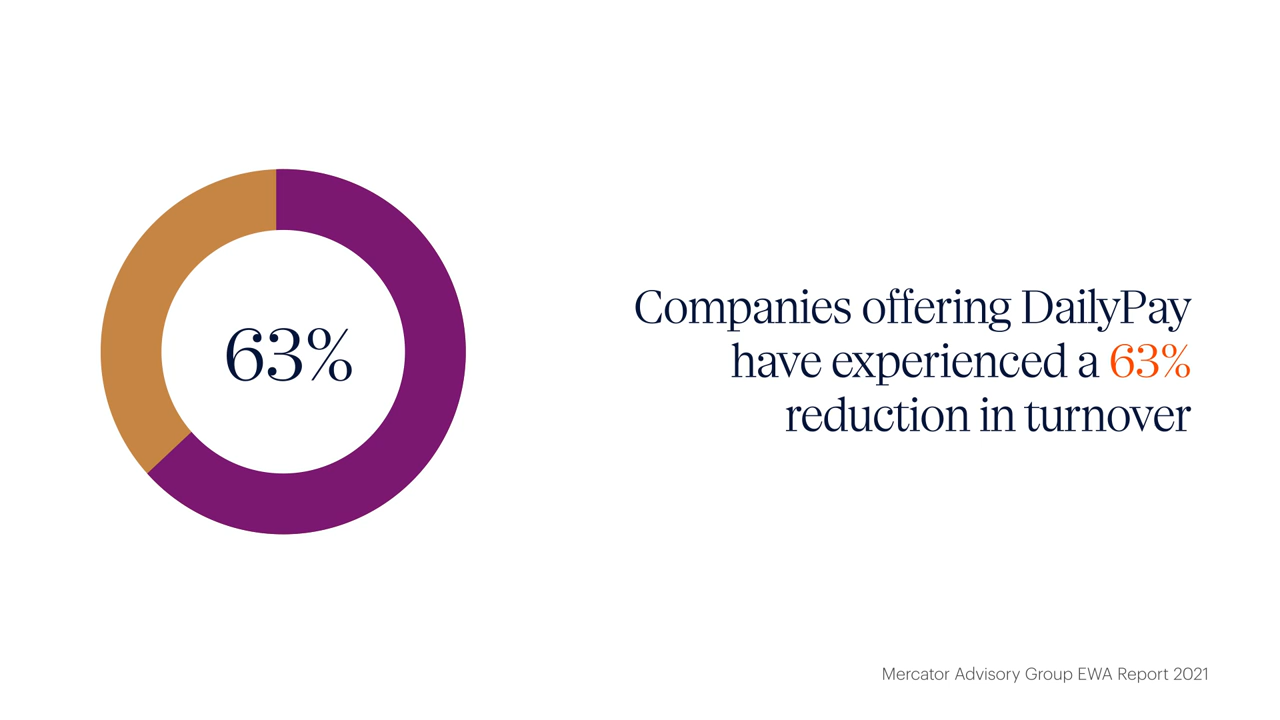 63%
Companies offering DailyPay
have experienced a 63%
reduction in turnover
Mercator Advisory Group EWA Report 2021